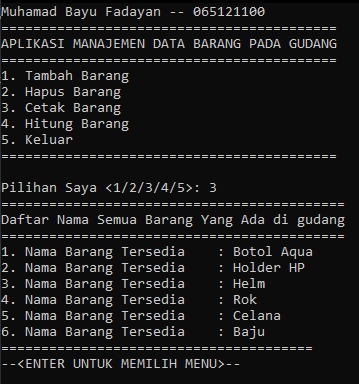 Muhamad Bayu Fadayan -- 065121100
==========================================
APLIKASI MANAJEMEN DATA BARANG PADA GUDANG
==========================================
1. Tambah Barang
2. Hapus Barang
3. Cetak Barang
4. Hitung Barang
5. Keluar
==========================================
Pilihan Saya <1/2/3/4/5>: 3
===========================================
Daftar Nama Semua Barang Yang Ada di gudang
===========================================
1. Nama Barang Tersedia    : Botol Aqua
2. Nama Barang Tersedia    : Holder HP
3. Nama Barang Tersedia    : Helm
4. Nama Barang Tersedia    : Rok
5. Nama Barang Tersedia    : Celana
6. Nama Barang Tersedia    : Baju
=======================================
--<ENTER UNTUK MEMILIH MENU>--